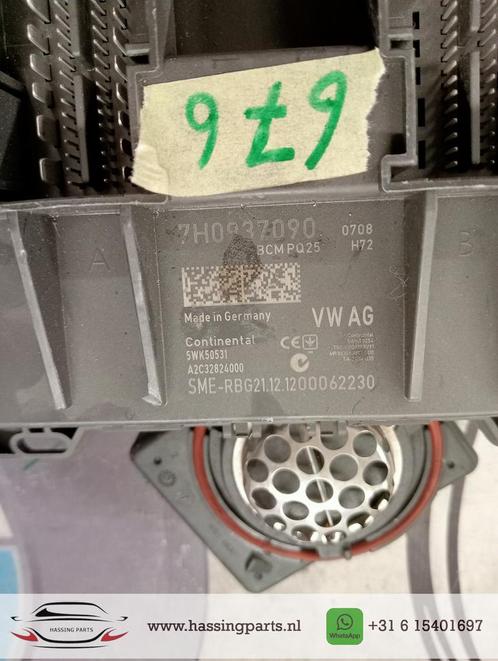 676
7H0937090
0708
BCM PQ25
H72
A
B
Made in Germany
VW AG
Continental
5WK50531
A2C32824000
SME-RBG21.12.1200062230
HASSING PARTS
www.hassingparts.nl
WhatsApp
+31 6 15401697